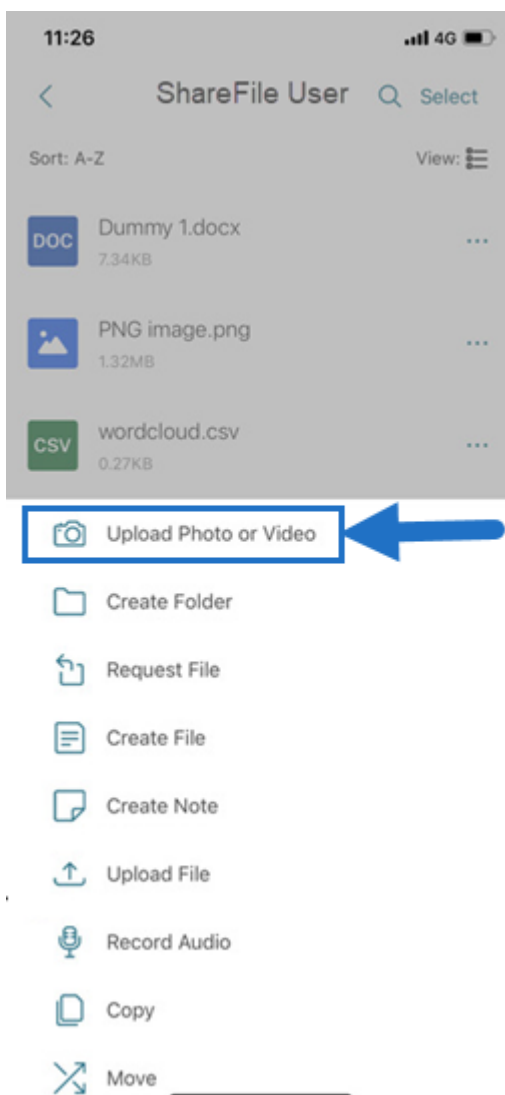 11:26 4G
ShareFile User Select
Sort: A-Z View:
DOC Dummy 1.docx
7.34KB
PNG image.png
1.32MB
CSV wordcloud.csv
0.27KB
Upload Photo or Video
Create Folder
Request File
Create File
Create Note
Upload File
Record Audio
Copy
Move